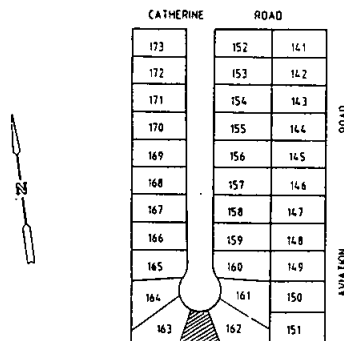 CATHERINE ROAD
173 152 141
172 153 142
171 154 143
170 155 144
169 156 145
168 157 146
167 158 147
166 159 148
165 160 149
164 161 150
163 162 151
ROAD
AVIATION
N